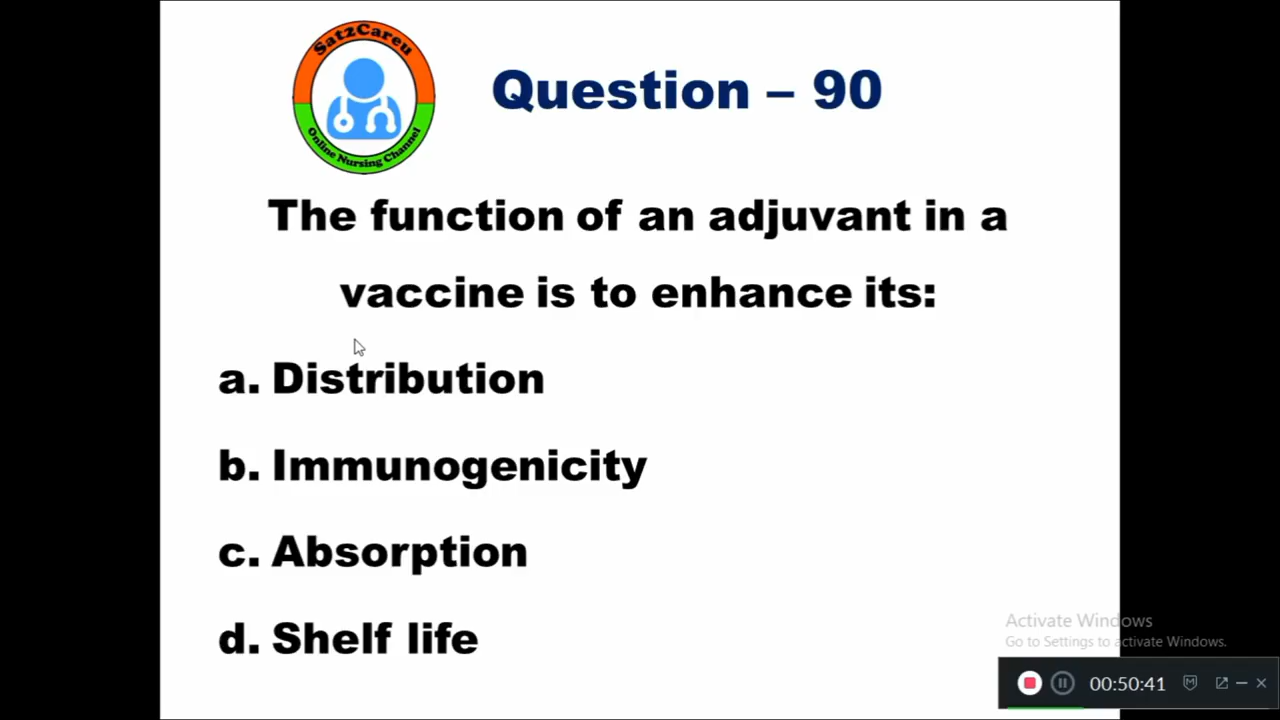 Sat2Careu
Online Nursing Channel
Question – 90
The function of an adjuvant in a
vaccine is to enhance its:
a. Distribution
b. Immunogenicity
c. Absorption
d. Shelf life
Activate Windows
Go to Settings to activate Windows.
00:50:41